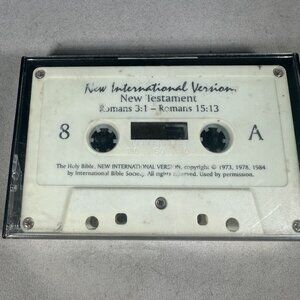 New International Version.
New Testament
Romans 3:1 – Romans 15:13
8 A
The Holy Bible, NEW INTERNATIONAL VERSION, copyright © 1973, 1978, 1984
by International Bible Society. All rights reserved. Used by permission.